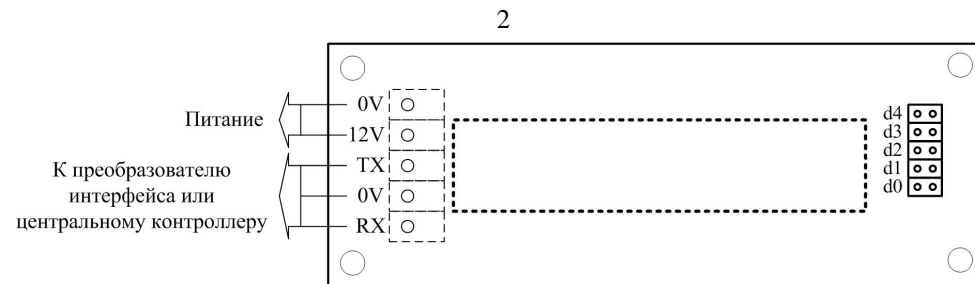 2
Питание
0V
12V
К преобразователю
интерфейса или
центральному контроллеру
TX
0V
RX
d4
d3
d2
d1
d0